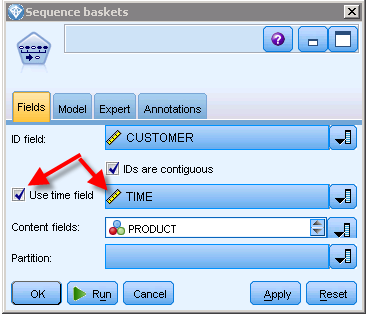 Sequence baskets
?
Fields Model Expert Annotations
ID field: CUSTOMER
IDs are contiguous
Use time field TIME
Content fields: PRODUCT
Partition:
OK Run Cancel Apply Reset